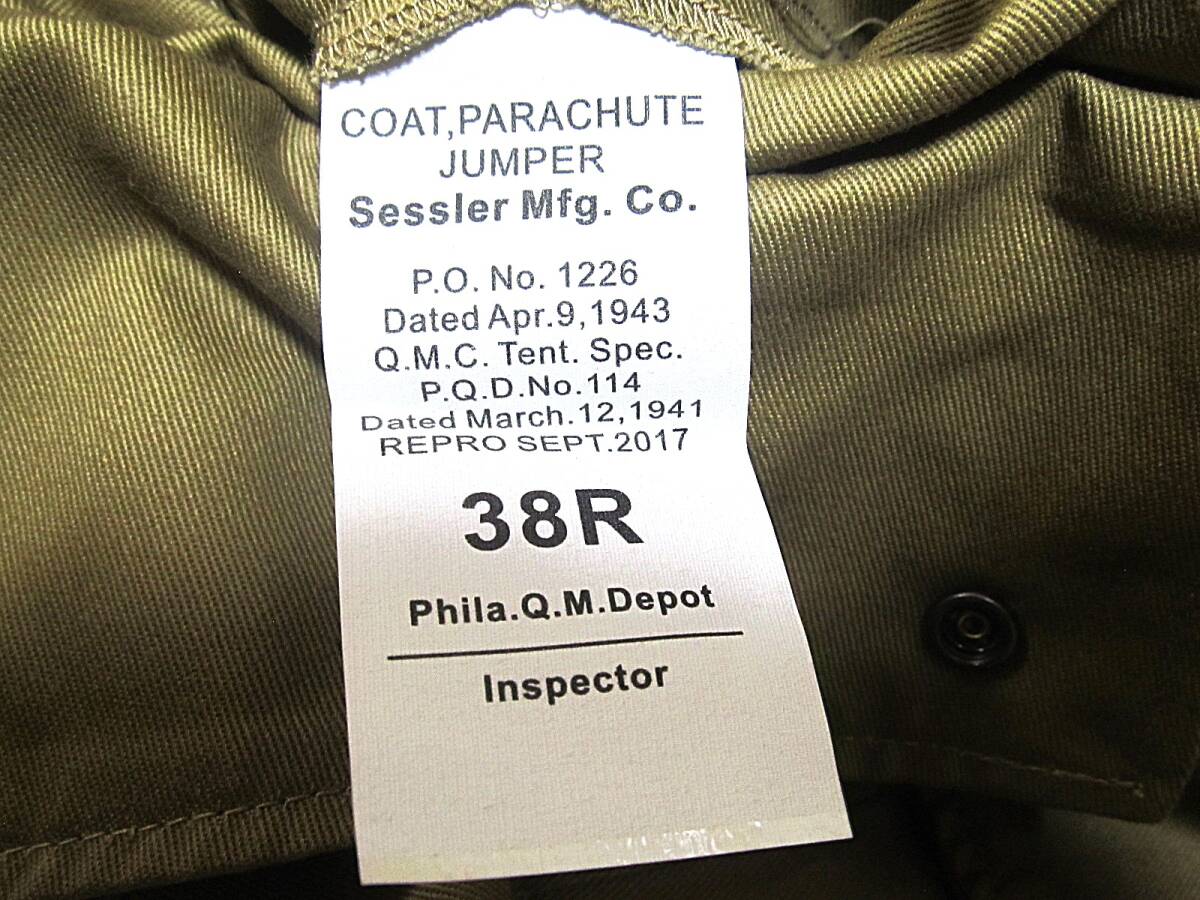 COAT,PARACHUTE
JUMPER
Sessler Mfg. Co.
P.O. No. 1226
Dated Apr.9,1943
Q.M.C. Tent. Spec.
P.Q.D.No.114
Dated March.12,1941
REPRO SEPT.2017
38R
Phila.Q.M.Depot
Inspector